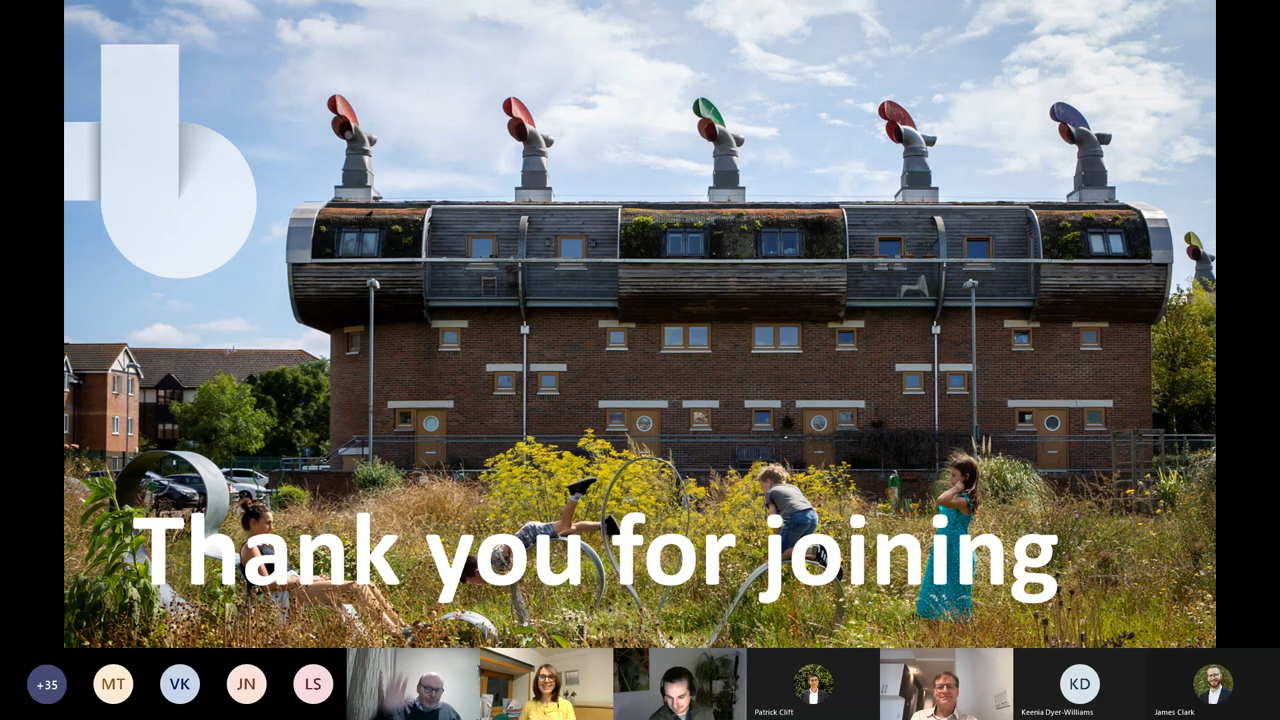 Thank you for joining
+35
MT
VK
JN
LS
Patrick Clift
KD
Keenia Dyer-Williams
James Clark